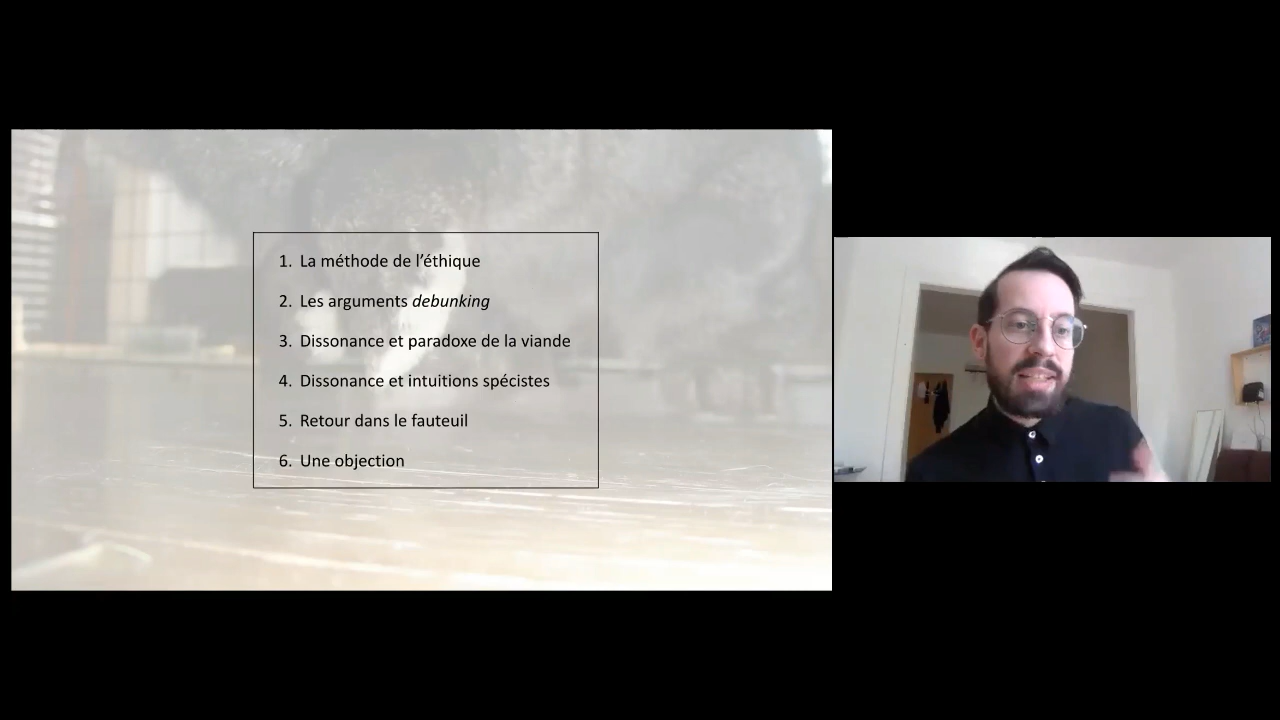 1. La méthode de l’éthique
2. Les arguments debunking
3. Dissonance et paradoxe de la viande
4. Dissonance et intuitions spécistes
5. Retour dans le fauteuil
6. Une objection